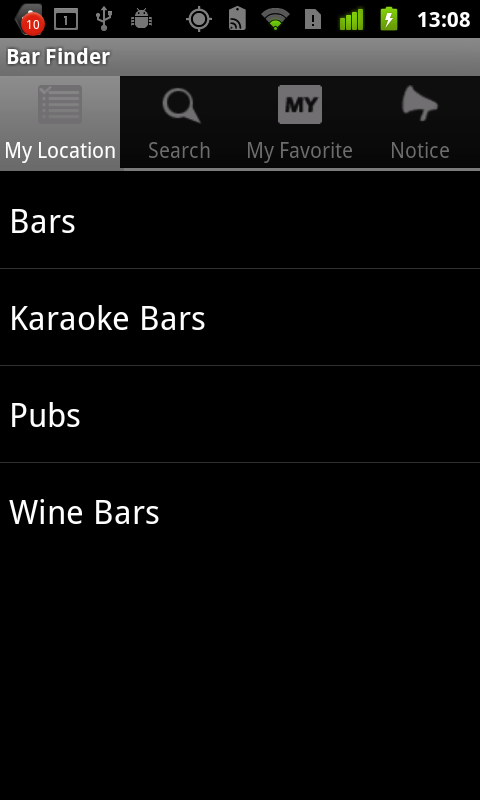 10 1 13:08
Bar Finder
MY
My Location Search My Favorite Notice
Bars
Karaoke Bars
Pubs
Wine Bars